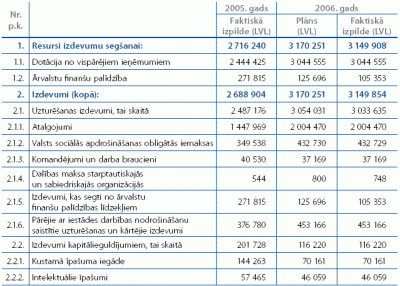 Nr. p.k.
2005. gads
2006. gads
Faktiskā izpilde (LVL)
Plāns (LVL)
Faktiskā izpilde (LVL)
1. Resursi izdevumu segšanai: 2 716 240 3 170 251 3 149 908
1.1. Dotācija no vispārējiem ieņēmumiem 2 444 425 3 044 555 3 044 555
1.2. Ārvalstu finanšu palīdzība 271 815 125 696 105 353
2. Izdevumi (kopā): 2 688 904 3 170 251 3 149 854
2.1. Uzturēšanas izdevumi, tai skaitā 2 487 176 3 054 031 3 033 635
2.1.1. Atalgojumi 1 447 969 2 004 470 2 004 470
2.1.2. Valsts sociālās apdrošināšanas obligātās iemaksas 349 538 432 730 432 729
2.1.3. Komandējumi un darba braucieni 40 530 37 169 37 169
2.1.4. Dalības maksa starptautiskajās
un sabiedriskajās organizācijās 544 800 748
2.1.5. Izdevumi, kas segti no ārvalstu
finanšu palīdzības līdzekļiem 271 815 125 696 105 353
2.1.6. Pārējie ar iestādes darbības nodrošināšanu
saistītie uzturēšanas un kārtējie izdevumi 376 780 453 166 453 166
2.2. Izdevumi kapitālieguldījumiem, tai skaitā 201 728 116 220 116 220
2.2.1. Kustamā īpašuma iegāde 144 263 70 161 70 161
2.2.2. Intelektuālie īpašumi 57 465 46 059 46 059